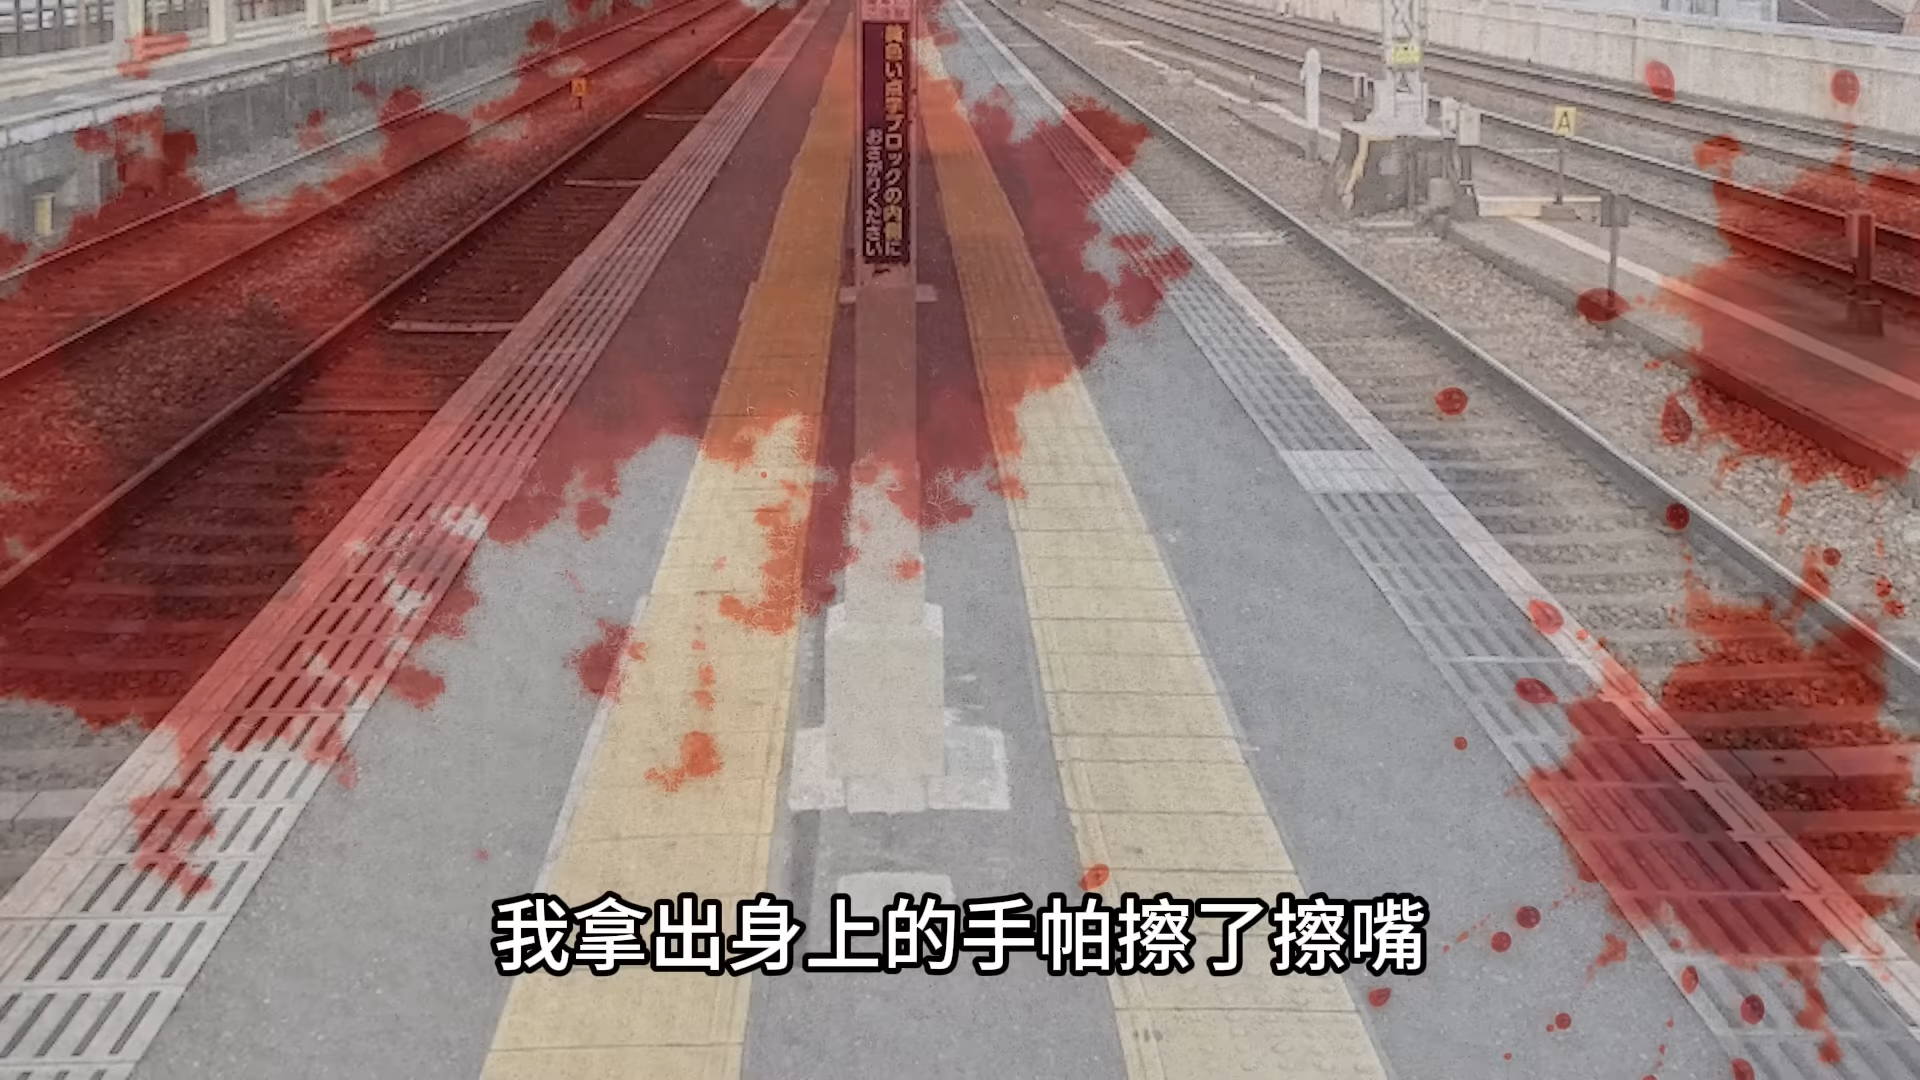 黄色い点字ブロックの内側に
おさがりください
A
我拿出身上的手帕擦了擦嘴